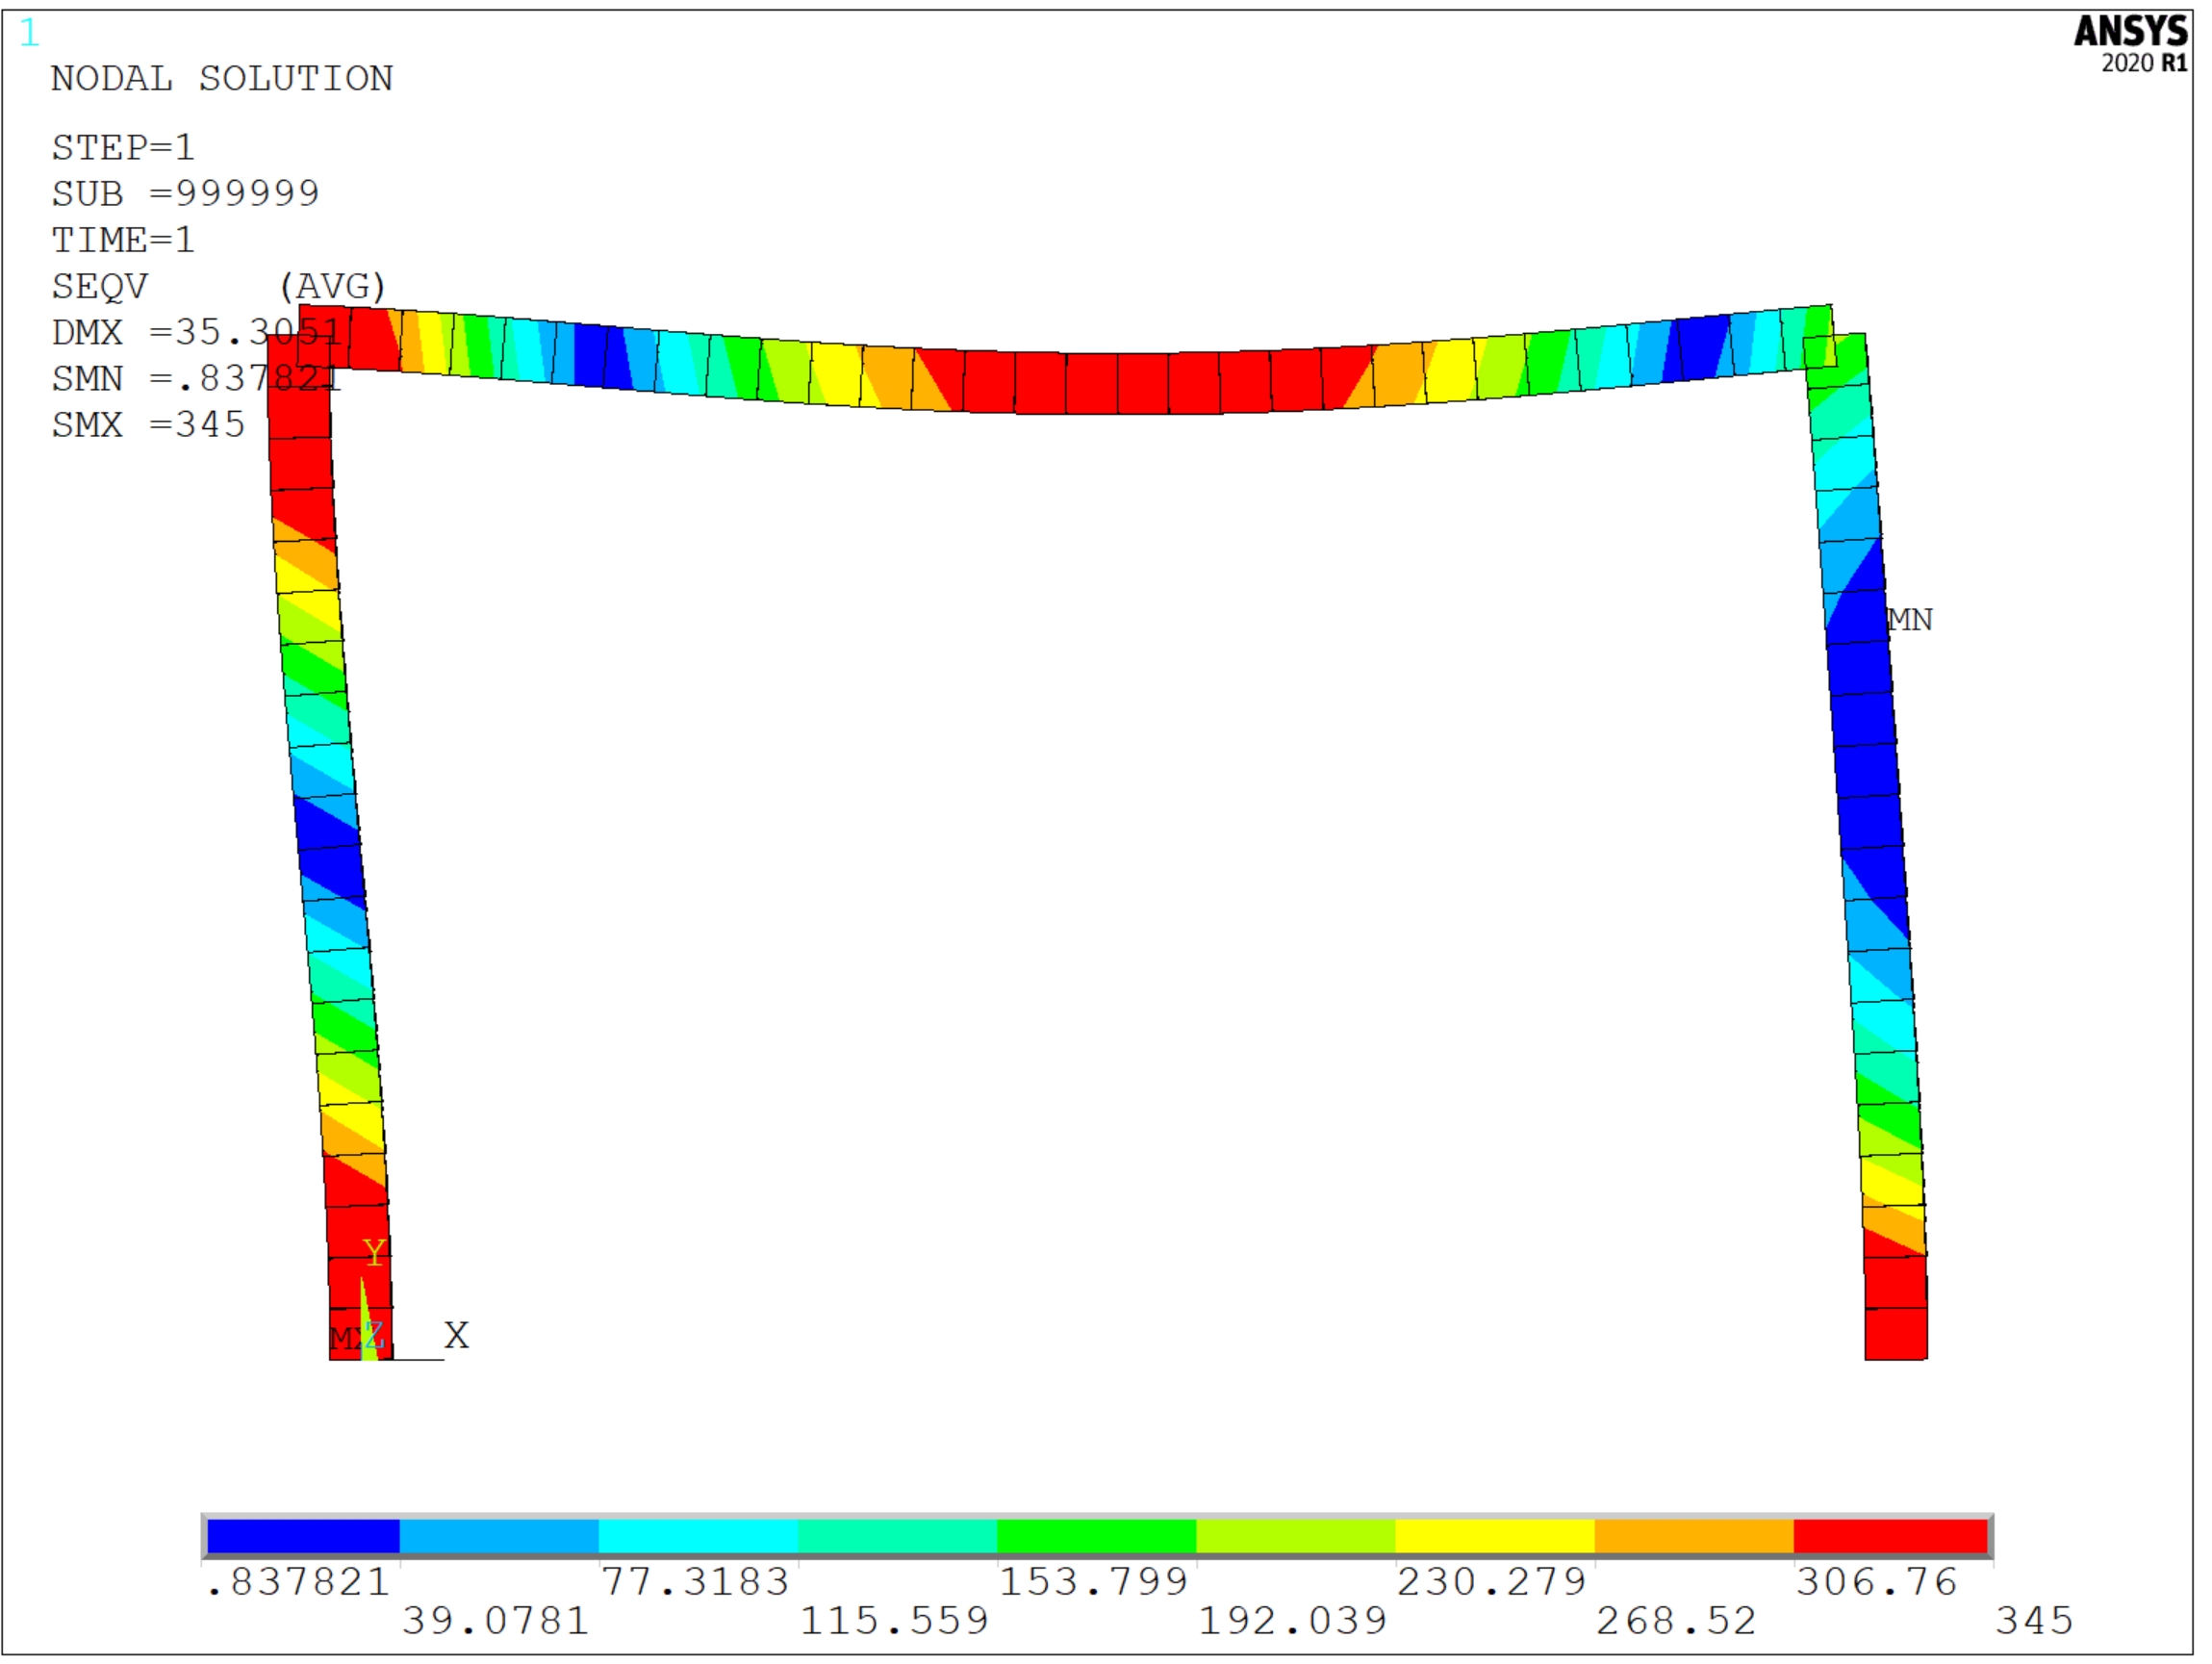 1
ANSYS
2020 R1
NODAL SOLUTION
STEP=1
SUB =999999
TIME=1
SEQV (AVG)
DMX =35.3051
SMN =.837821
SMX =345
MN
Y
MX
Z
X
.837821 77.3183 153.799 230.279 306.76
39.0781 115.559 192.039 268.52 345